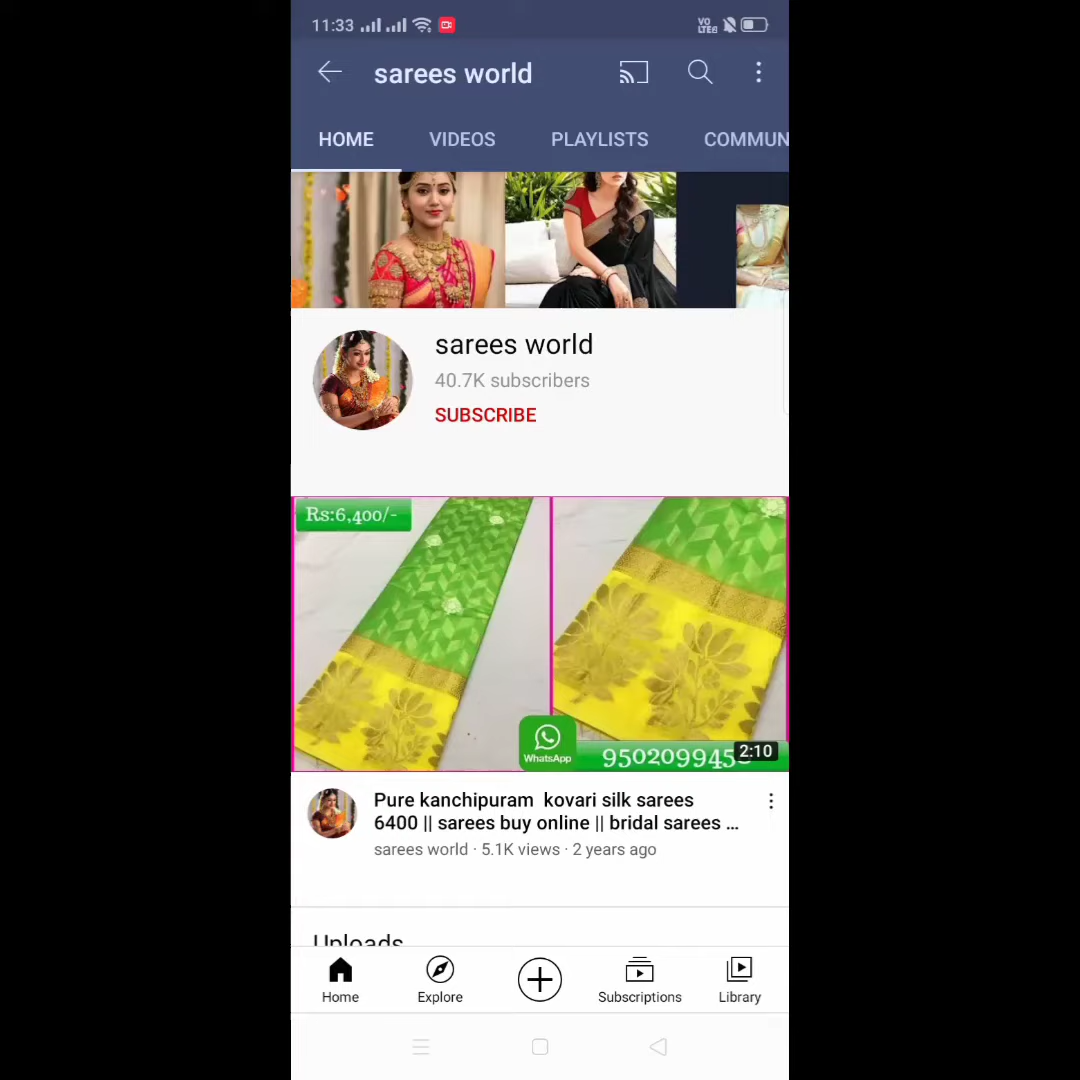 11:33
VO
LTE
sarees world
HOME VIDEOS PLAYLISTS COMMUN
sarees world
40.7K subscribers
SUBSCRIBE
Rs:6,400/-
WhatsApp
2:10
Pure kanchipuram kovari silk sarees
6400 || sarees buy online || bridal sarees ...
sarees world · 5.1K views · 2 years ago
Uploads
Home Explore Subscriptions Library